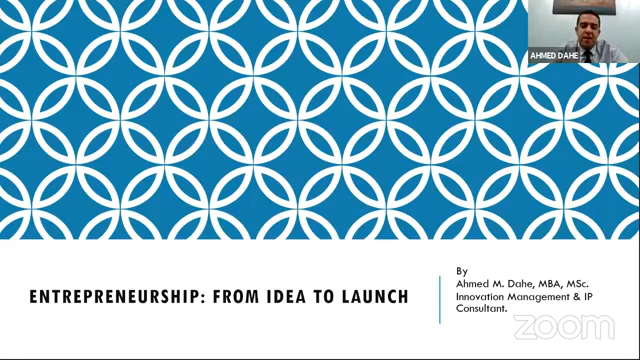 AHMED DAHE
ENTREPRENEURSHIP: FROM IDEA TO LAUNCH
By
Ahmed M. Dahe, MBA, MSc.
Innovation Management & IP
Consultant.
zoom